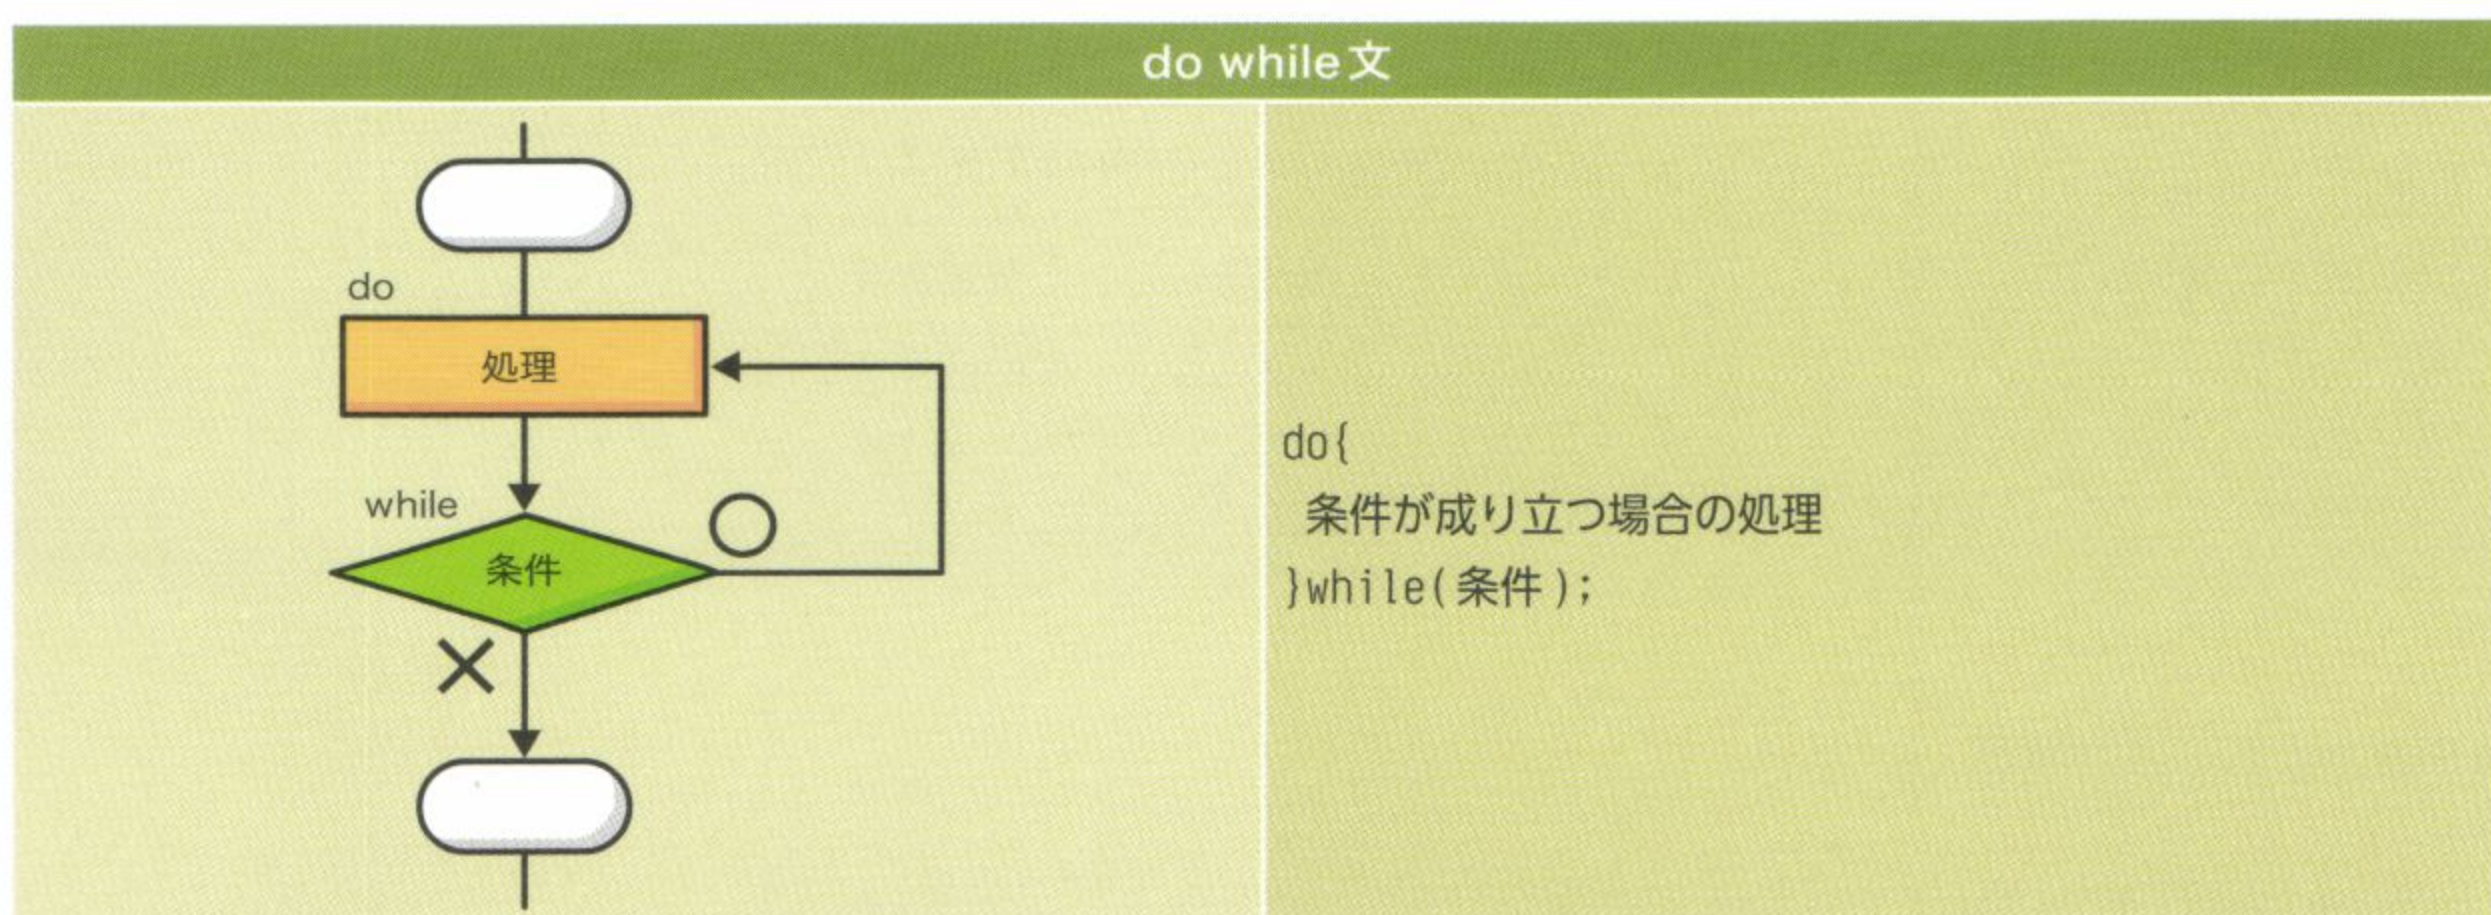 do while文
do
処理
while
条件
○
×
do{
条件が成り立つ場合の処理
}while(条件);